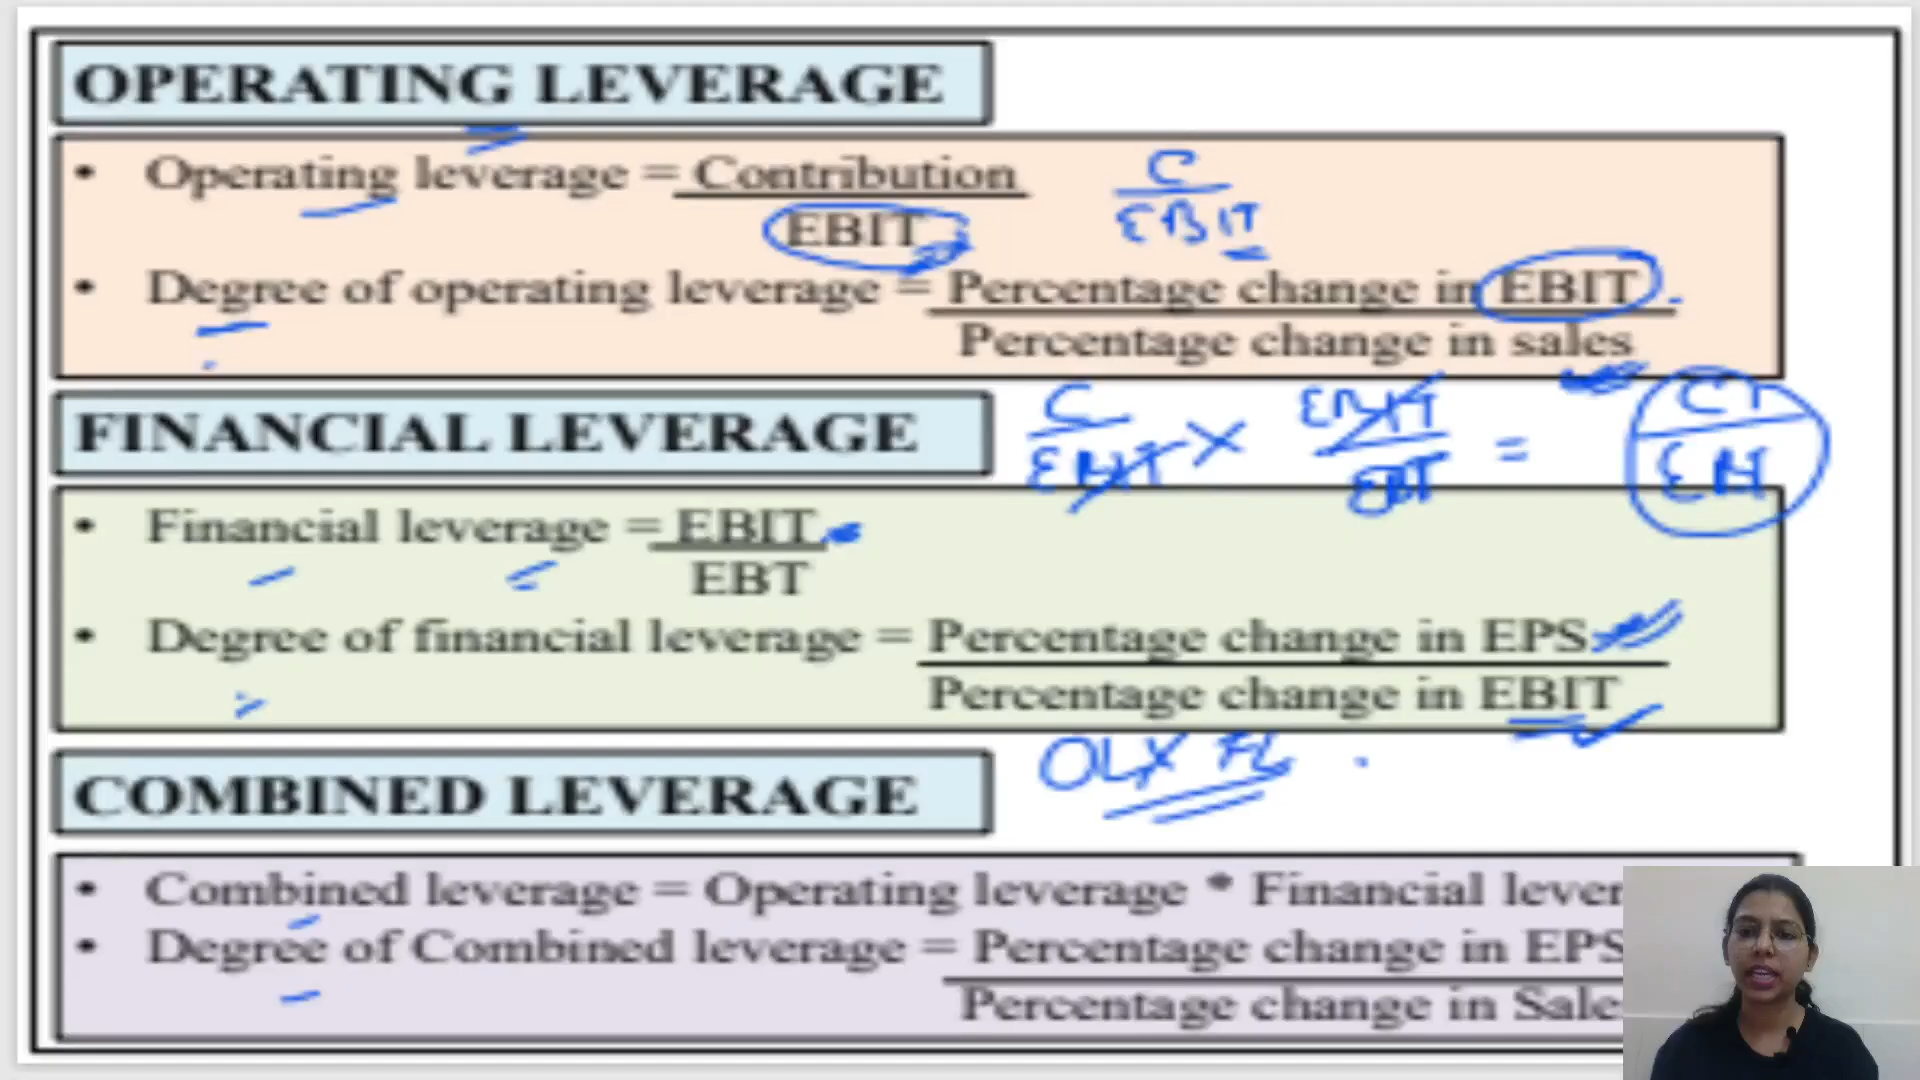 OPERATING LEVERAGE
• Operating leverage = Contribution
EBIT
C
EBIT
• Degree of operating leverage = Percentage change in EBIT
Percentage change in sales
FINANCIAL LEVERAGE
C
EBIT × EBIT
EBT = C
• Financial leverage = EBIT
EBT
• Degree of financial leverage = Percentage change in EPS
Percentage change in EBIT
COMBINED LEVERAGE
OL × FL
• Combined leverage = Operating leverage * Financial lever
• Degree of Combined leverage = Percentage change in EPS
Percentage change in Sale